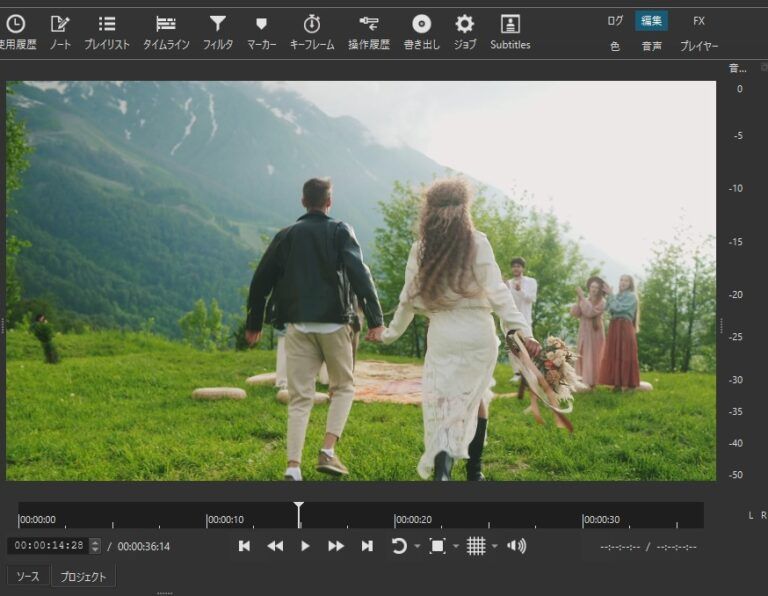 使用履歴 ノート プレイリスト タイムライン フィルタ マーカー キーフレーム 操作履歴 書き出し ジョブ Subtitles
ログ 編集 FX
色 音声 プレイヤー
音...
0
-5
-10
-15
-20
-25
-30
-35
-40
-50
L R
00:00:00 00:00:10 00:00:20 00:00:30
00:00:14:28 / 00:00:36:14 --:--:--:-- / --:--:--:--
ソース プロジェクト